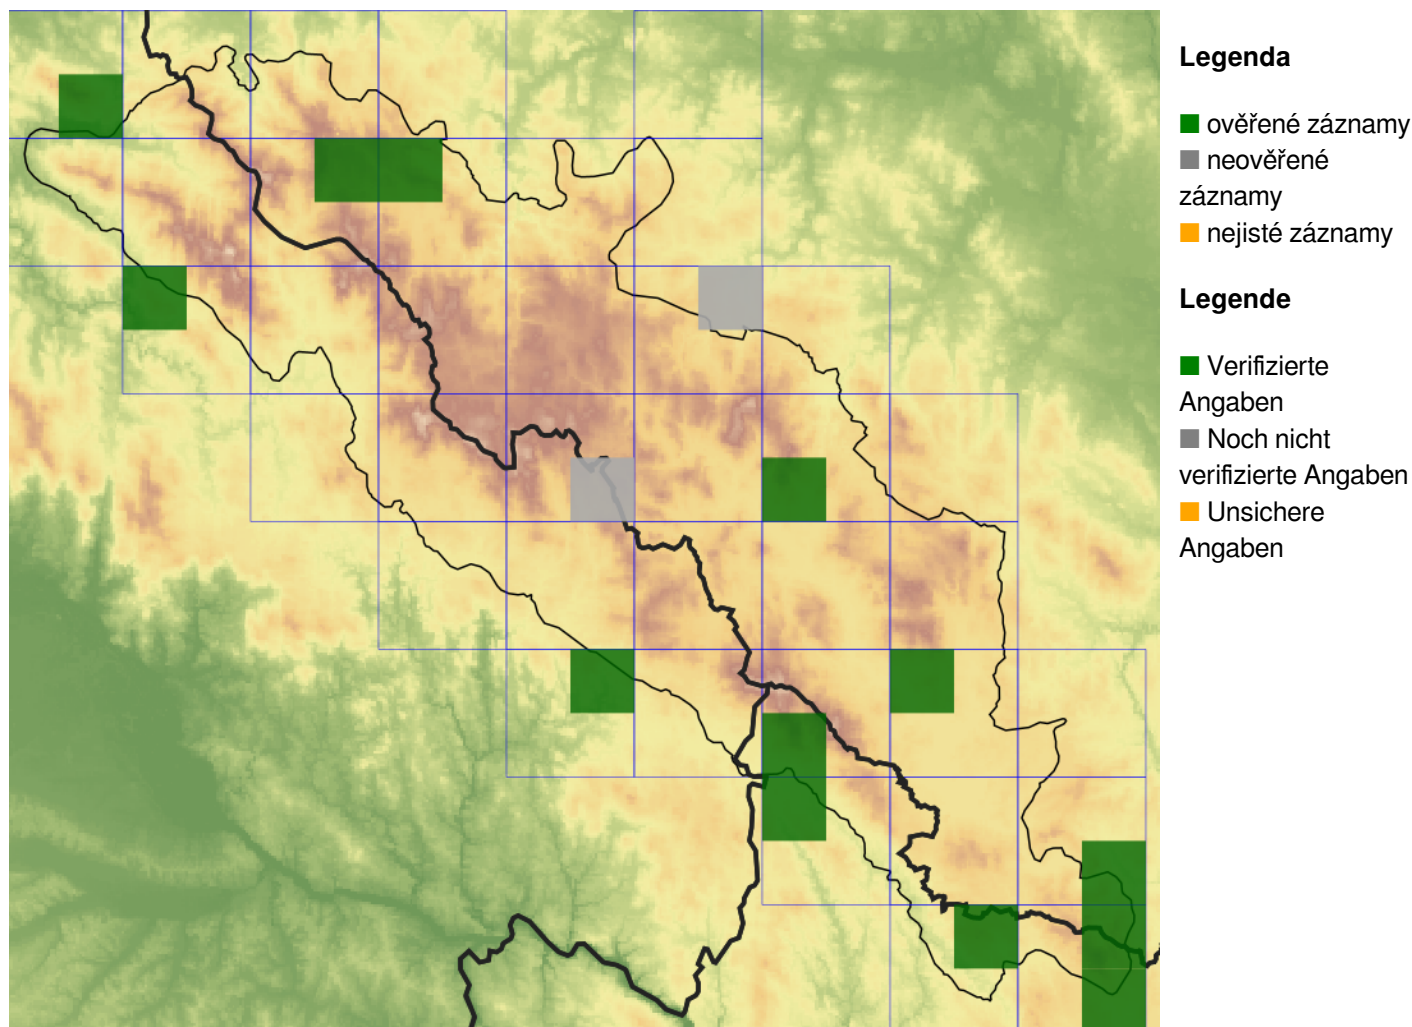 Legenda
ověřené záznamy
neověřené
záznamy
nejisté záznamy
Legende
Verifizierte
Angaben
Noch nicht
verifizierte Angaben
Unsichere
Angaben